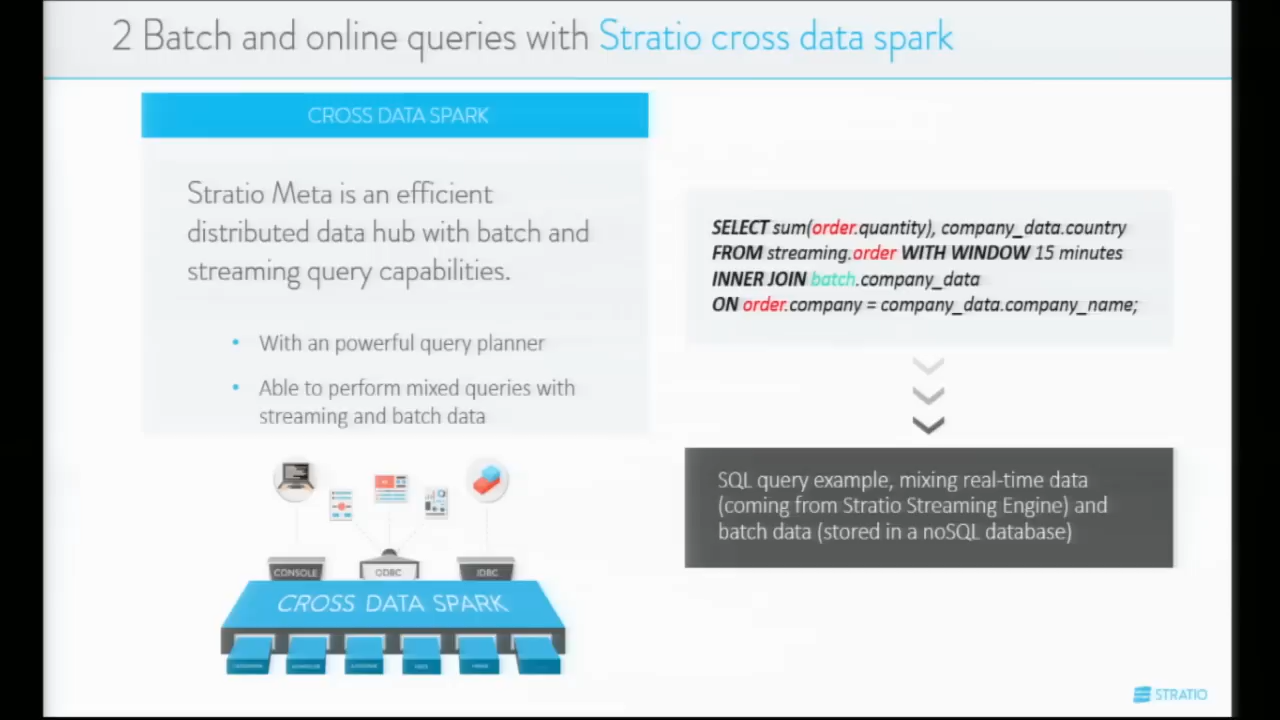 2 Batch and online queries with Stratio cross data spark
CROSS DATA SPARK
Stratio Meta is an efficient
distributed data hub with batch and
streaming query capabilities.
• With an powerful query planner
• Able to perform mixed queries with
streaming and batch data
SELECT sum(order.quantity), company_data.country
FROM streaming.order WITH WINDOW 15 minutes
INNER JOIN batch.company_data
ON order.company = company_data.company_name;
SQL query example, mixing real-time data
(coming from Stratio Streaming Engine) and
batch data (stored in a noSQL database)
CONSOLE
ODBC
JDBC
CROSS DATA SPARK
STRATIO